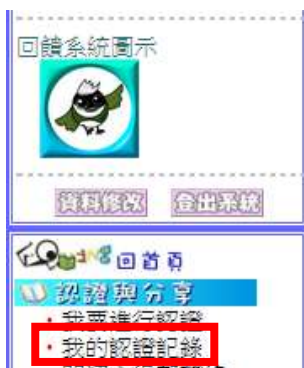 回饋系統圖示
資料修改 登出系統
回首頁
認證與分享
・我要進行認證
・我的認證記錄